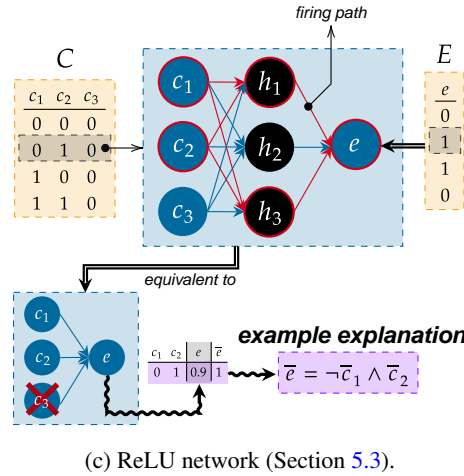 firing path
C
E
c₁ c₂ c₃
0 0 0
0 1 0
1 0 0
1 1 0
c₁
c₂
c₃
h₁
h₂
h₃
e
e
0
1
1
0
equivalent to
c₁
c₂
c₃
e
c₁ c₂ e e̅
0 1 0.9 1
example explanation
e̅ = ¬c̅₁ ∧ c̅₂
(c) ReLU network (Section 5.3).